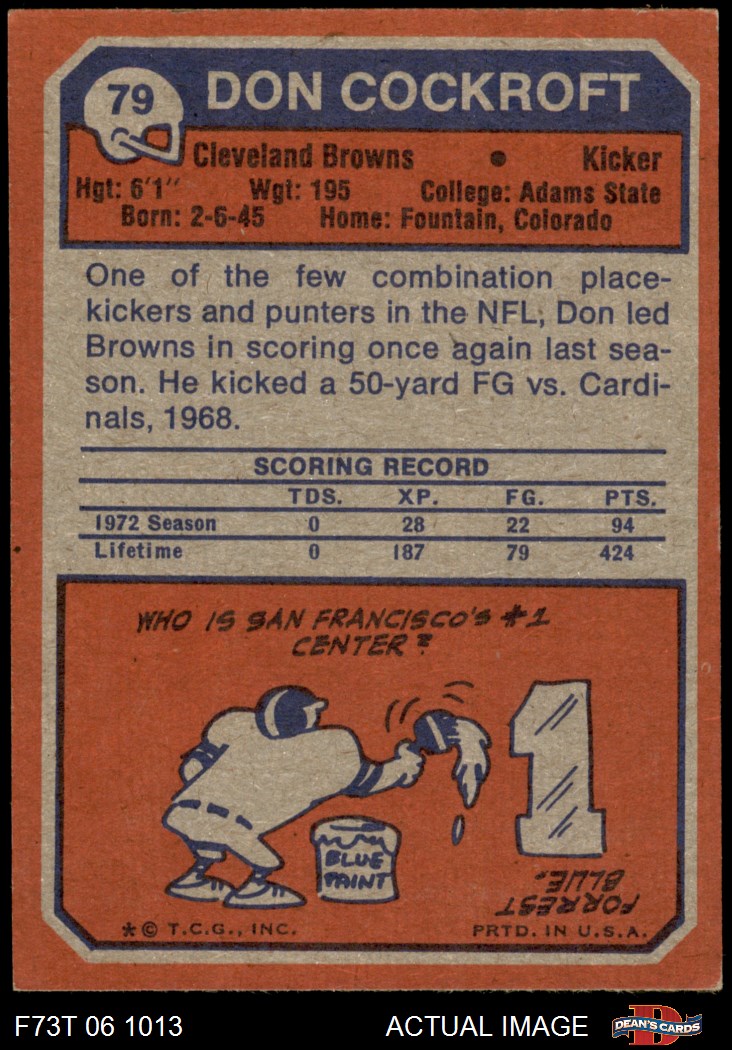 79
DON COCKROFT
Cleveland Browns • Kicker
Hgt: 6'1" Wgt: 195 College: Adams State
Born: 2-6-45 Home: Fountain, Colorado
One of the few combination place-
kickers and punters in the NFL, Don led
Browns in scoring once again last sea-
son. He kicked a 50-yard FG vs. Cardi-
nals, 1968.
SCORING RECORD
TDS. XP. FG. PTS.
1972 Season 0 28 22 94
Lifetime 0 187 79 424
WHO IS SAN FRANCISCO'S #1
CENTER?
1
BLUE
PAINT
FORREST
BLUE.
*© T.C.G., INC. PRTD. IN U.S.A.
F73T 06 1013 ACTUAL IMAGE
D
DEAN'S CARDS